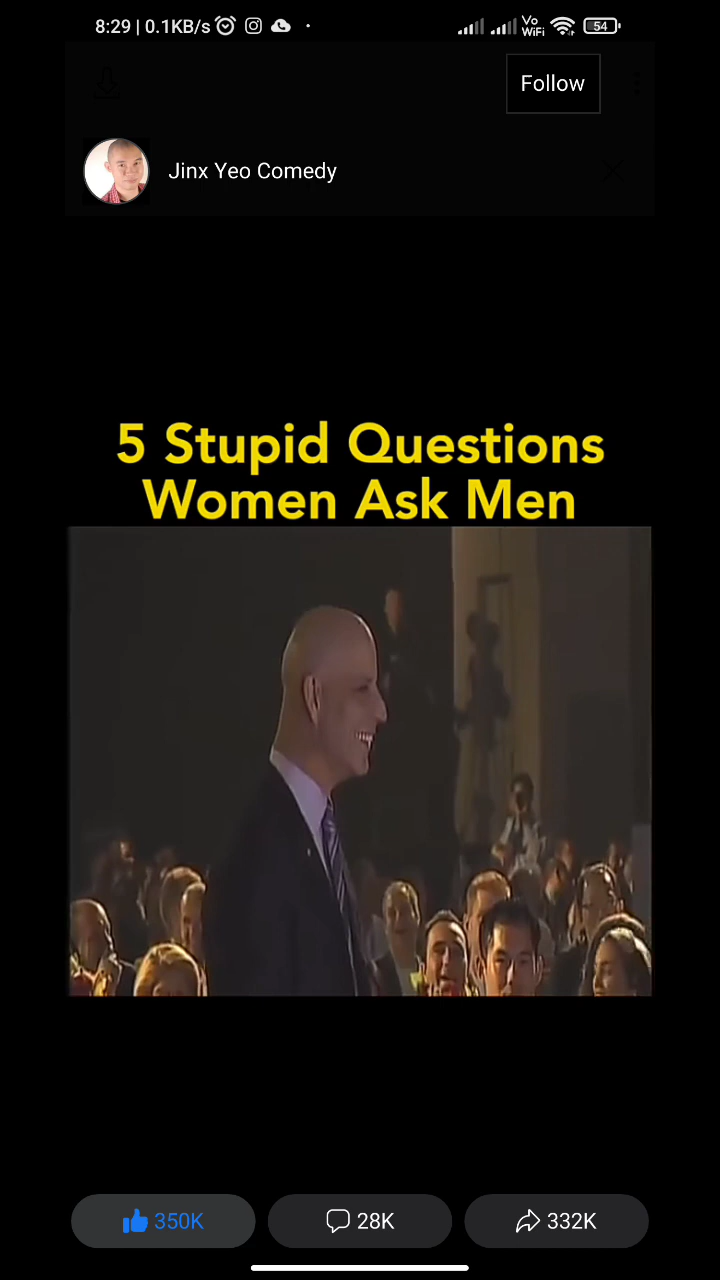 8:29 | 0.1KB/s
Vo
WiFi
54
Follow
Jinx Yeo Comedy
5 Stupid Questions
Women Ask Men
350K
28K
332K